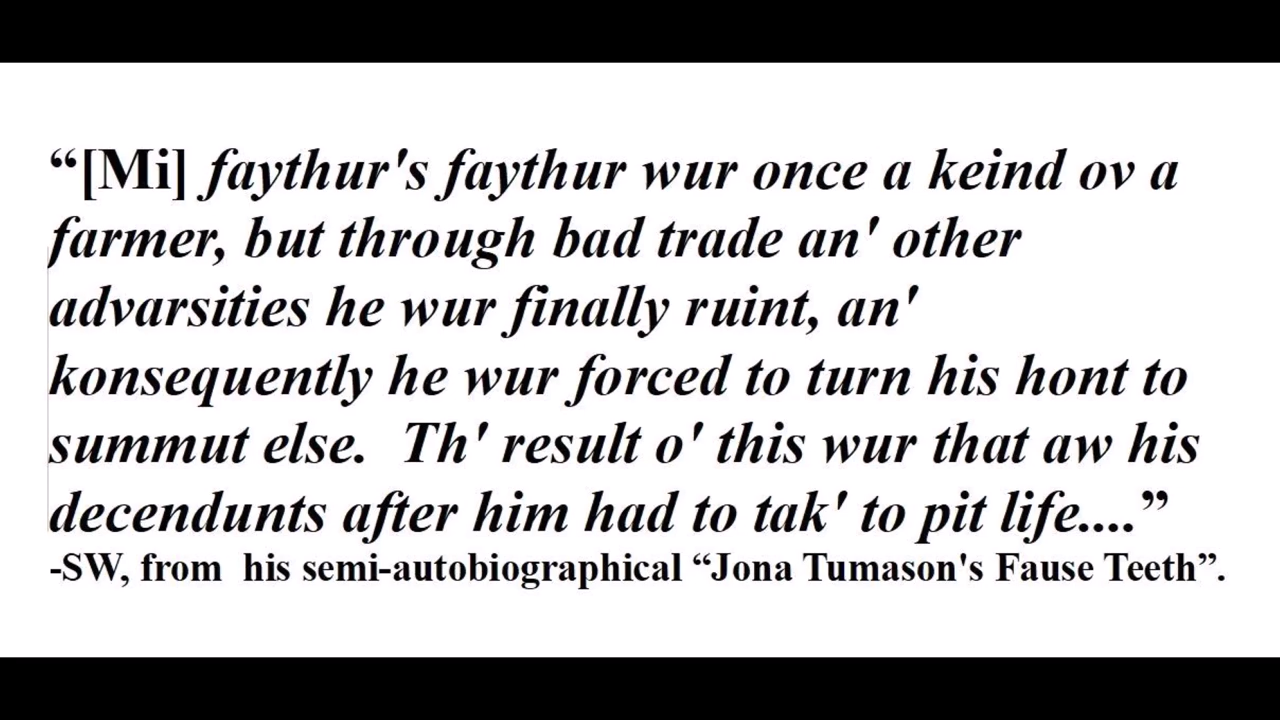 “[Mi] faythur's faythur wur once a keind ov a
farmer, but through bad trade an' other
advarsities he wur finally ruint, an'
konsequently he wur forced to turn his hont to
summut else.  Th' result o' this wur that aw his
decendunts after him had to tak' to pit life....”
-SW, from  his semi-autobiographical “Jona Tumason's Fause Teeth”.